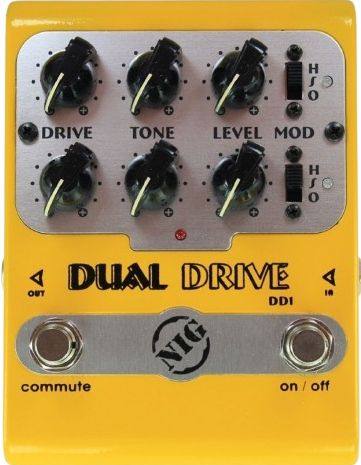 H
S
O
DRIVE TONE LEVEL MOD
H
S
O
DUAL DRIVE
DD1
OUT IN
NIG
commute on / off